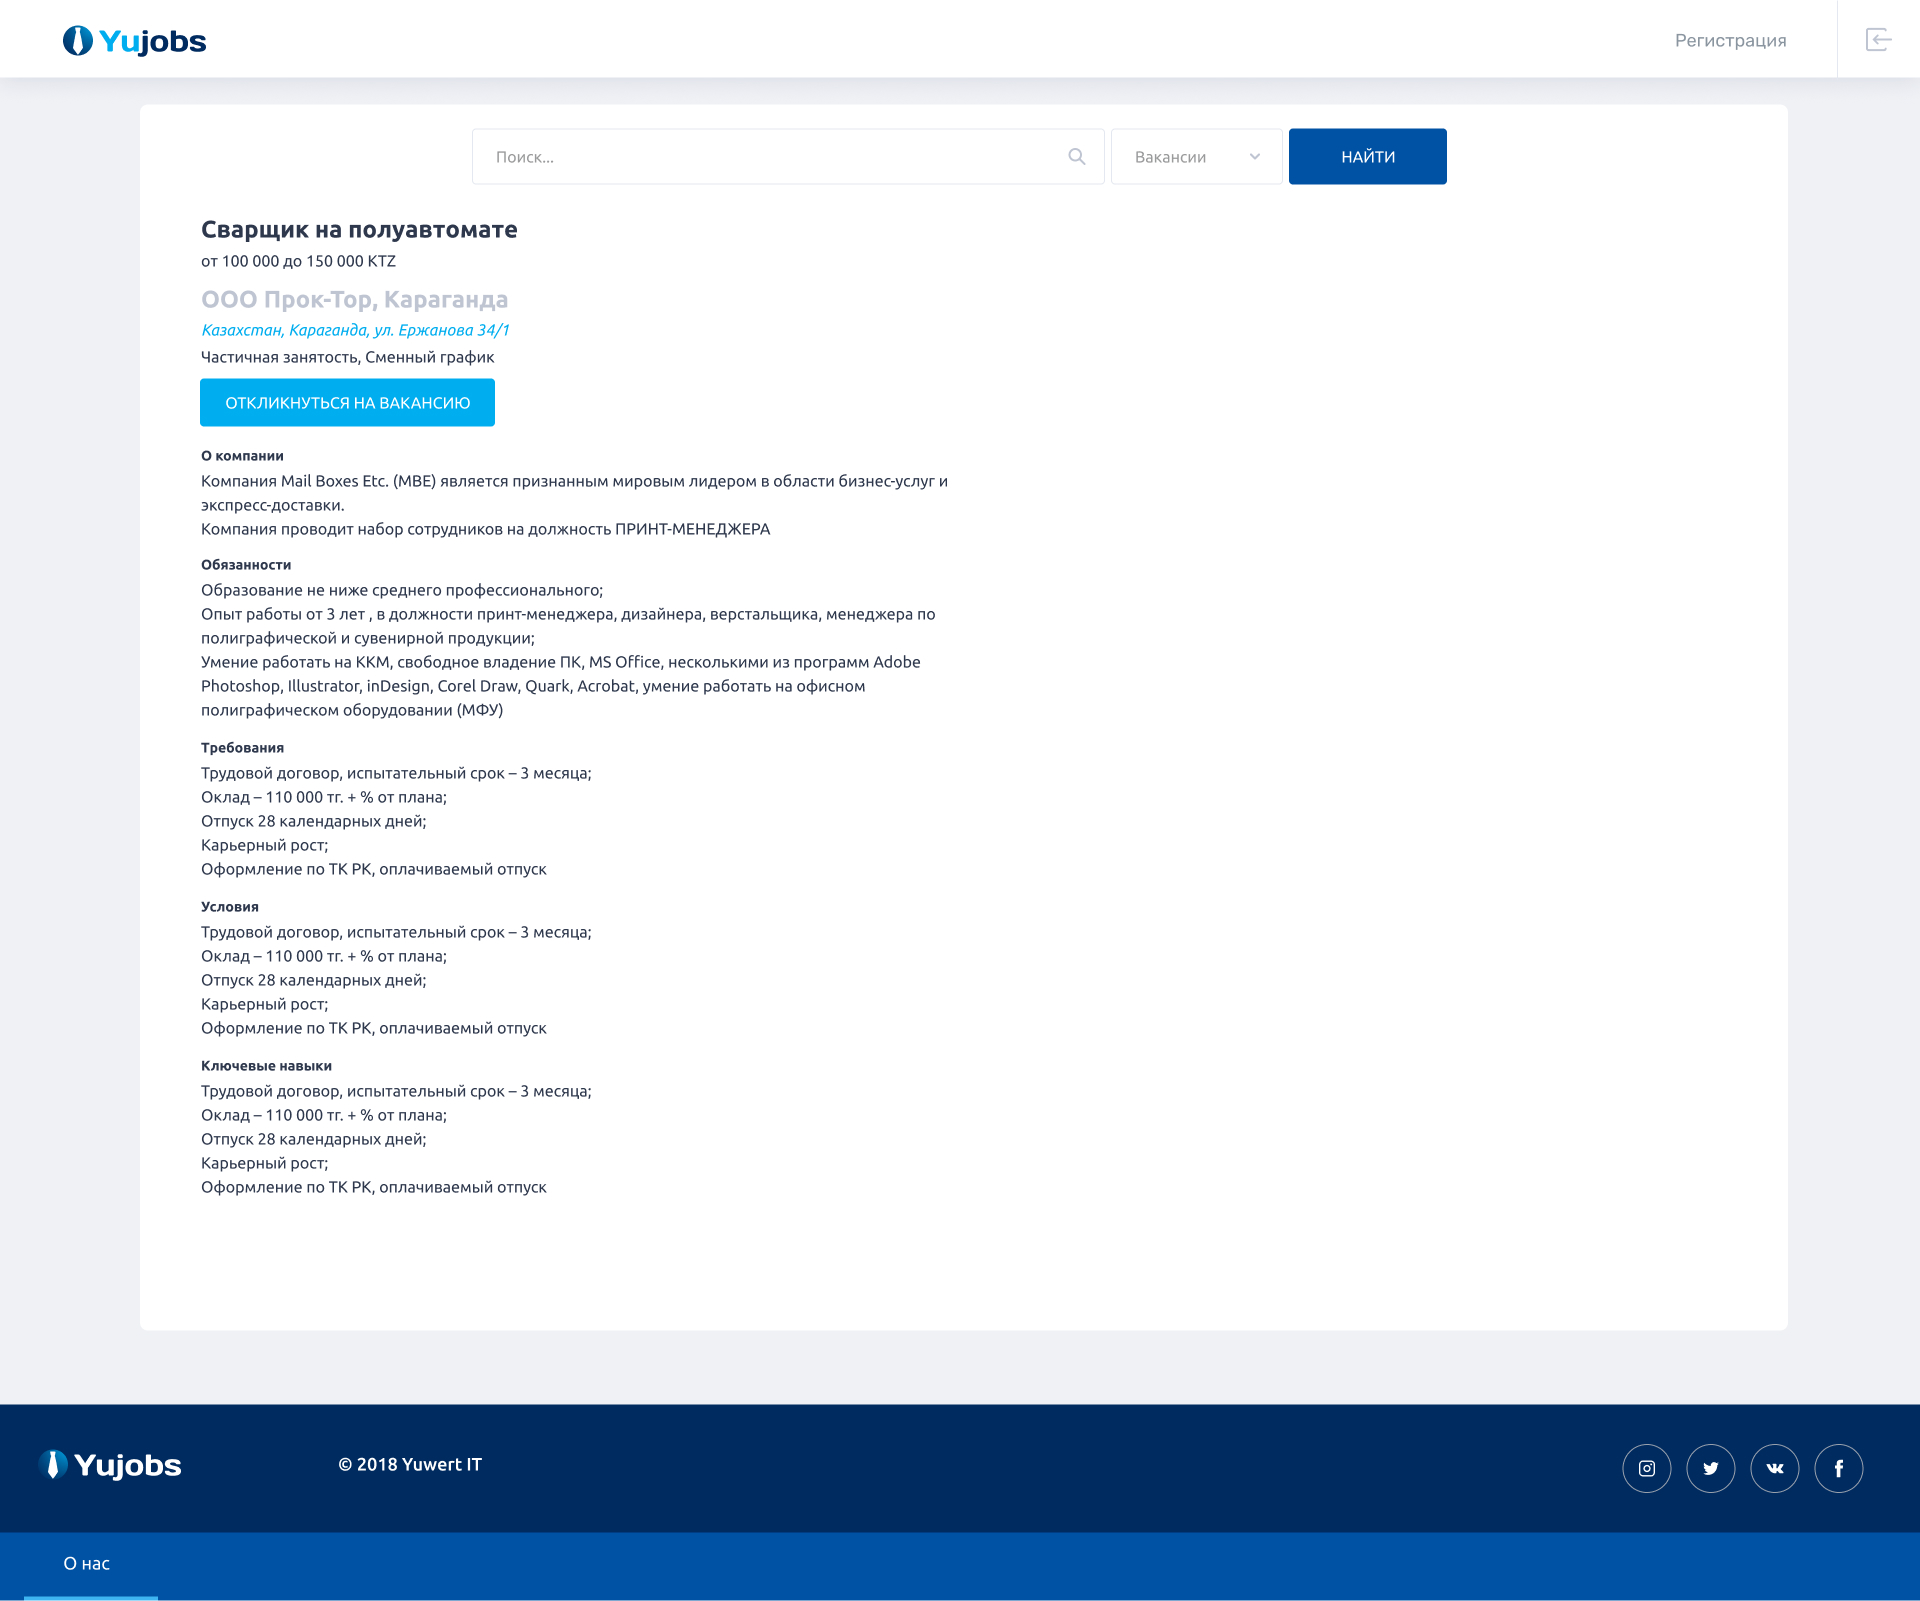 Yujobs
Регистрация
Поиск...
Вакансии
НАЙТИ
Сварщик на полуавтомате
от 100 000 до 150 000 KTZ
ООО Прок-Тор, Караганда
Казахстан, Караганда, ул. Ержанова 34/1
Частичная занятость, Сменный график
ОТКЛИКНУТЬСЯ НА ВАКАНСИЮ
О компании
Компания Mail Boxes Etc. (MBE) является признанным мировым лидером в области бизнес-услуг и
экспресс-доставки.
Компания проводит набор сотрудников на должность ПРИНТ-МЕНЕДЖЕРА
Обязанности
Образование не ниже среднего профессионального;
Опыт работы от 3 лет , в должности принт-менеджера, дизайнера, верстальщика, менеджера по
полиграфической и сувенирной продукции;
Умение работать на ККМ, свободное владение ПК, MS Office, несколькими из программ Adobe
Photoshop, Illustrator, inDesign, Corel Draw, Quark, Acrobat, умение работать на офисном
полиграфическом оборудовании (МФУ)
Требования
Трудовой договор, испытательный срок – 3 месяца;
Оклад – 110 000 тг. + % от плана;
Отпуск 28 календарных дней;
Карьерный рост;
Оформление по ТК РК, оплачиваемый отпуск
Условия
Трудовой договор, испытательный срок – 3 месяца;
Оклад – 110 000 тг. + % от плана;
Отпуск 28 календарных дней;
Карьерный рост;
Оформление по ТК РК, оплачиваемый отпуск
Ключевые навыки
Трудовой договор, испытательный срок – 3 месяца;
Оклад – 110 000 тг. + % от плана;
Отпуск 28 календарных дней;
Карьерный рост;
Оформление по ТК РК, оплачиваемый отпуск
Yujobs
© 2018 Yuwert IT
О нас